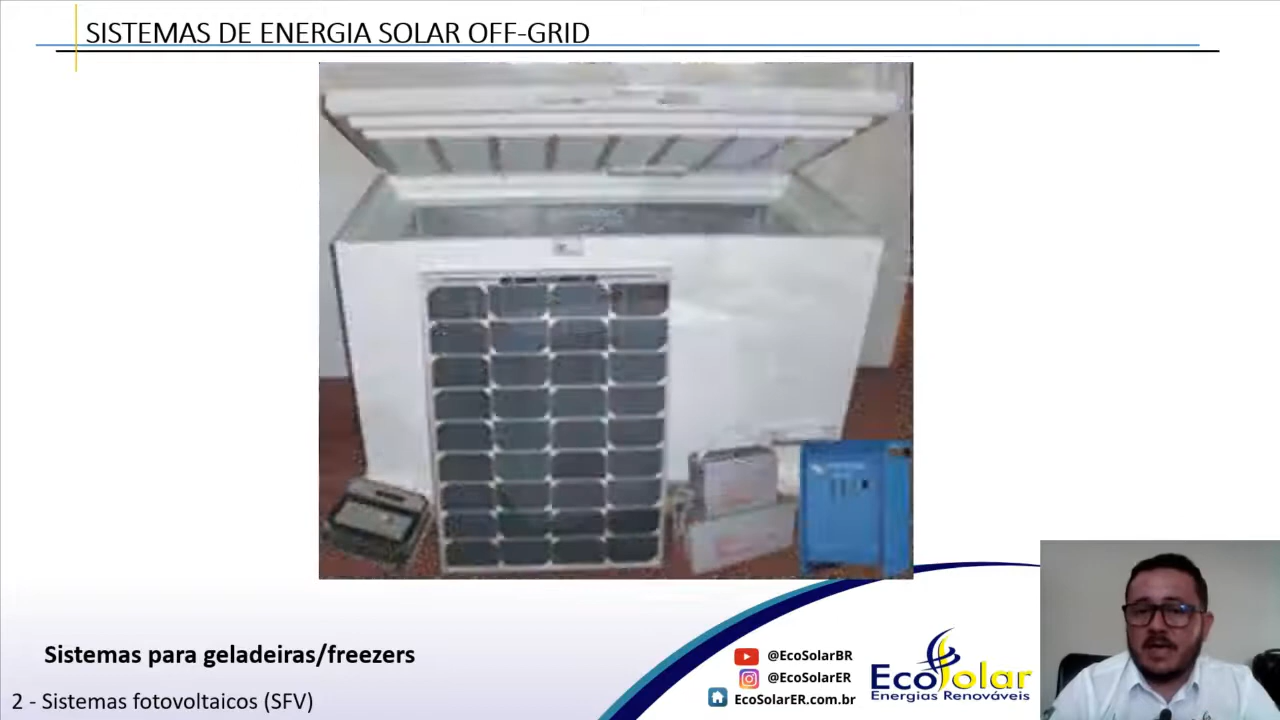 SISTEMAS DE ENERGIA SOLAR OFF-GRID
Sistemas para geladeiras/freezers
2 - Sistemas fotovoltaicos (SFV)
@EcoSolarBR
@EcoSolarER
EcoSolarER.com.br
EcoSolar
Energias Renováveis